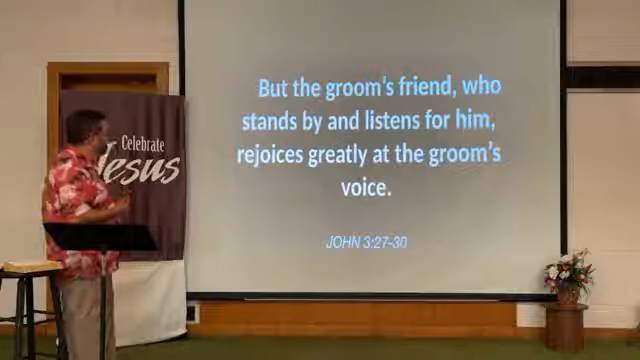 But the groom's friend, who
stands by and listens for him,
rejoices greatly at the groom's
voice.
JOHN 3:27-30
Celebrate
Jesus